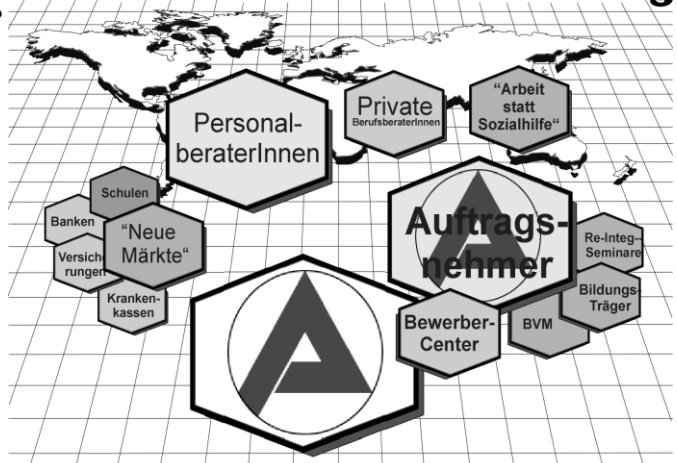 Personal-
beraterInnen
Private
BerufsberaterInnen
"Arbeit
statt
Sozialhilfe"
Schulen
Banken
"Neue
Märkte"
Kranken-
kassen
Auftrags-
nehmer
Re-Integ--
Seminare
Bildungs-
Träger
BVM
Bewerber-
Center